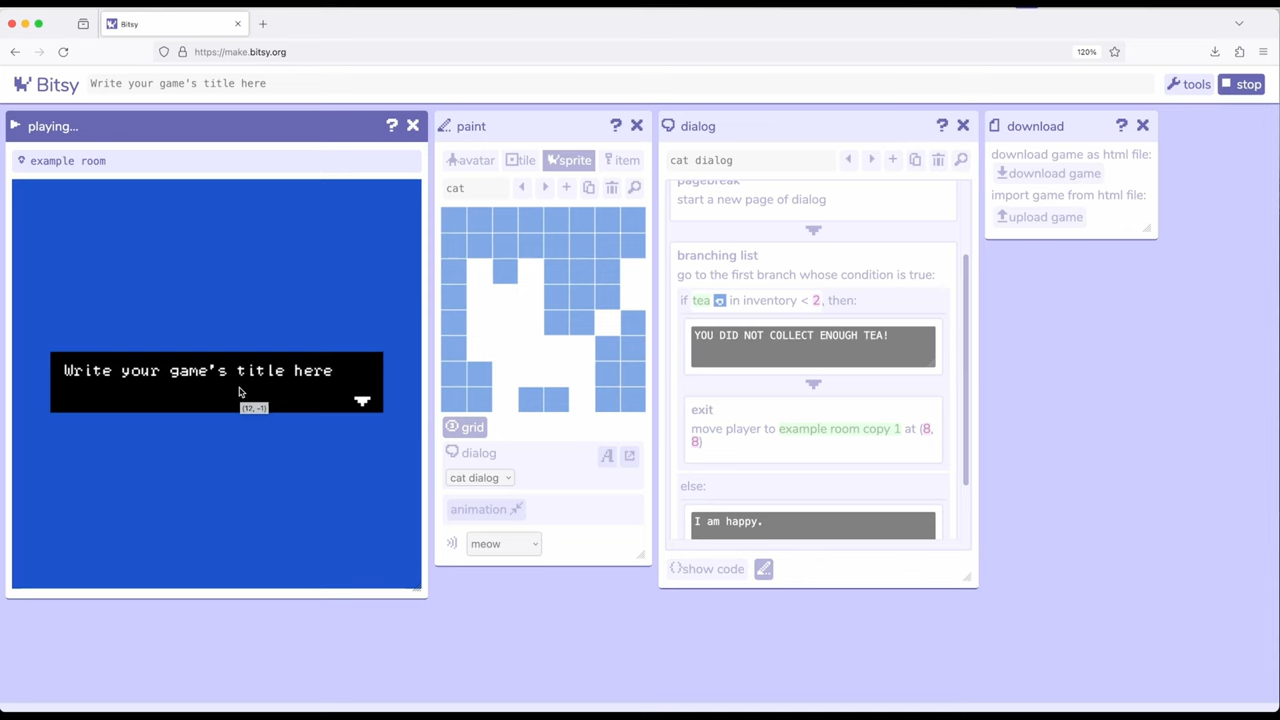 Bitsy
https://make.bitsy.org
120%
Bitsy
Write your game's title here
tools
stop
playing...
?
example room
Write your game's title here
(12, -1)
paint
?
avatar
tile
sprite
item
cat
grid
dialog
A
cat dialog
animation
meow
dialog
?
cat dialog
pagebreak
start a new page of dialog
branching list
go to the first branch whose condition is true:
if tea in inventory < 2, then:
YOU DID NOT COLLECT ENOUGH TEA!
exit
move player to example room copy 1 at (8,
8)
else:
I am happy.
{}show code
download
?
download game as html file:
download game
import game from html file:
upload game